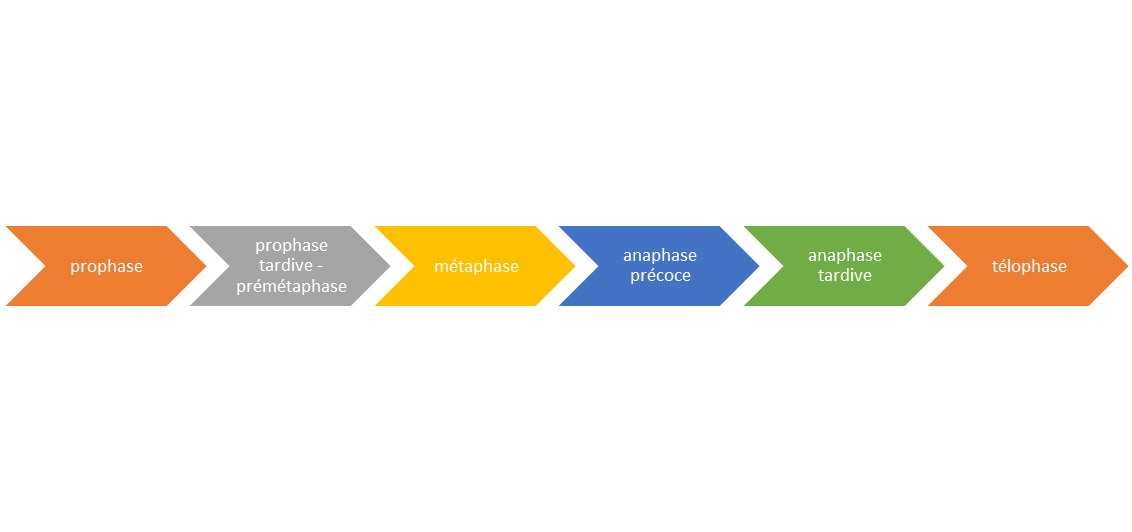 prophase
prophase
tardive -
prémétaphase
métaphase
anaphase
précoce
anaphase
tardive
télophase